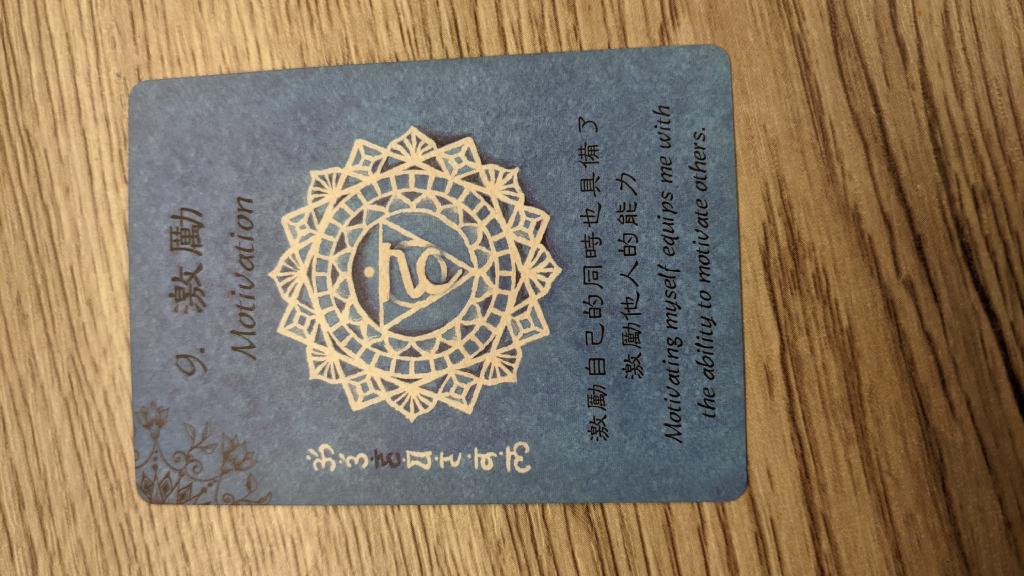 9. 激勵
Motivation
激勵自己的同時也具備了
激勵他人的能力
Motivating myself equips me with
the ability to motivate others.